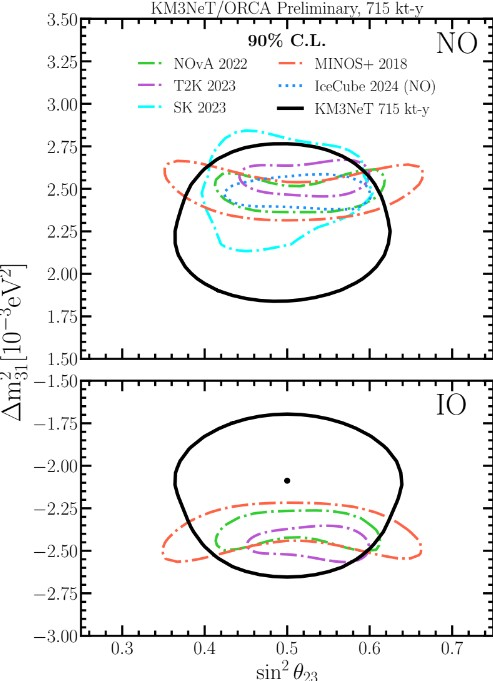 KM3NeT/ORCA Preliminary, 715 kt-y
90% C.L.
NO
NOvA 2022
MINOS+ 2018
T2K 2023
IceCube 2024 (NO)
SK 2023
KM3NeT 715 kt-y
3.50
3.25
3.00
2.75
2.50
2.25
2.00
1.75
1.50
Δm²₃₁[10⁻³eV²]
IO
−1.50
−1.75
−2.00
−2.25
−2.50
−2.75
−3.00
0.3 0.4 0.5 0.6 0.7
sin² θ₂₃